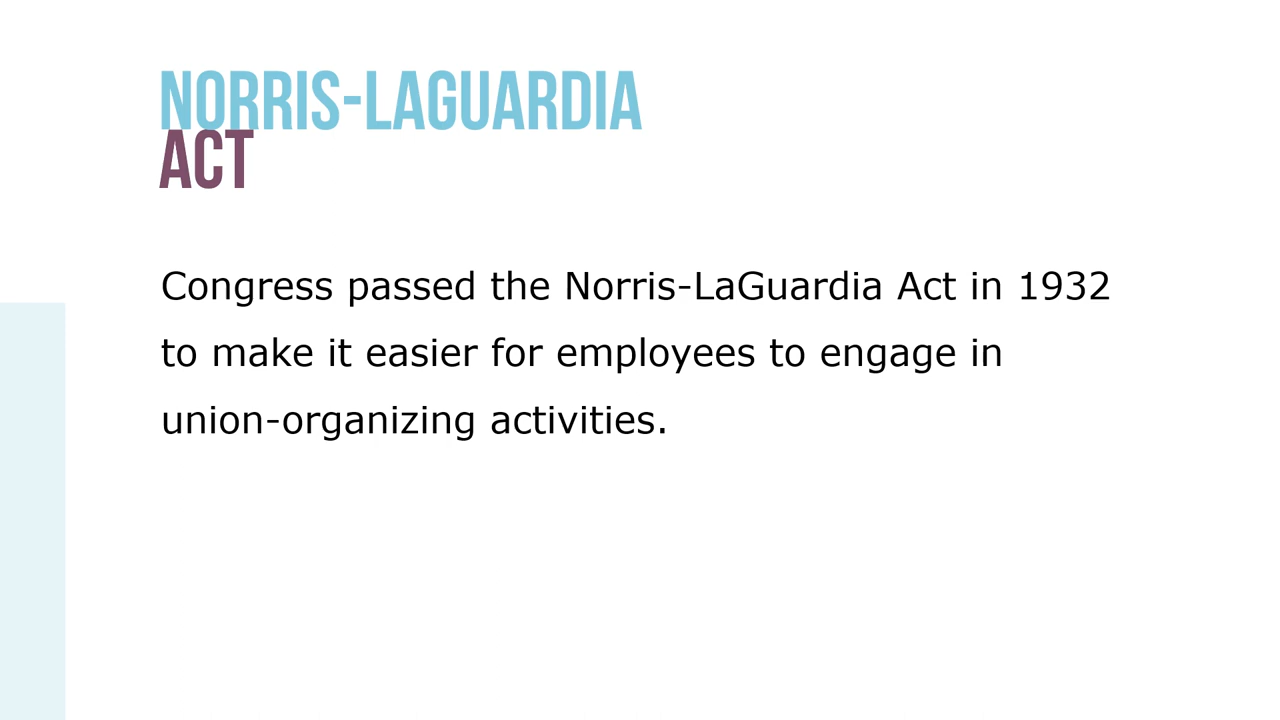 NORRIS-LAGUARDIA
ACT
Congress passed the Norris-LaGuardia Act in 1932
to make it easier for employees to engage in
union-organizing activities.